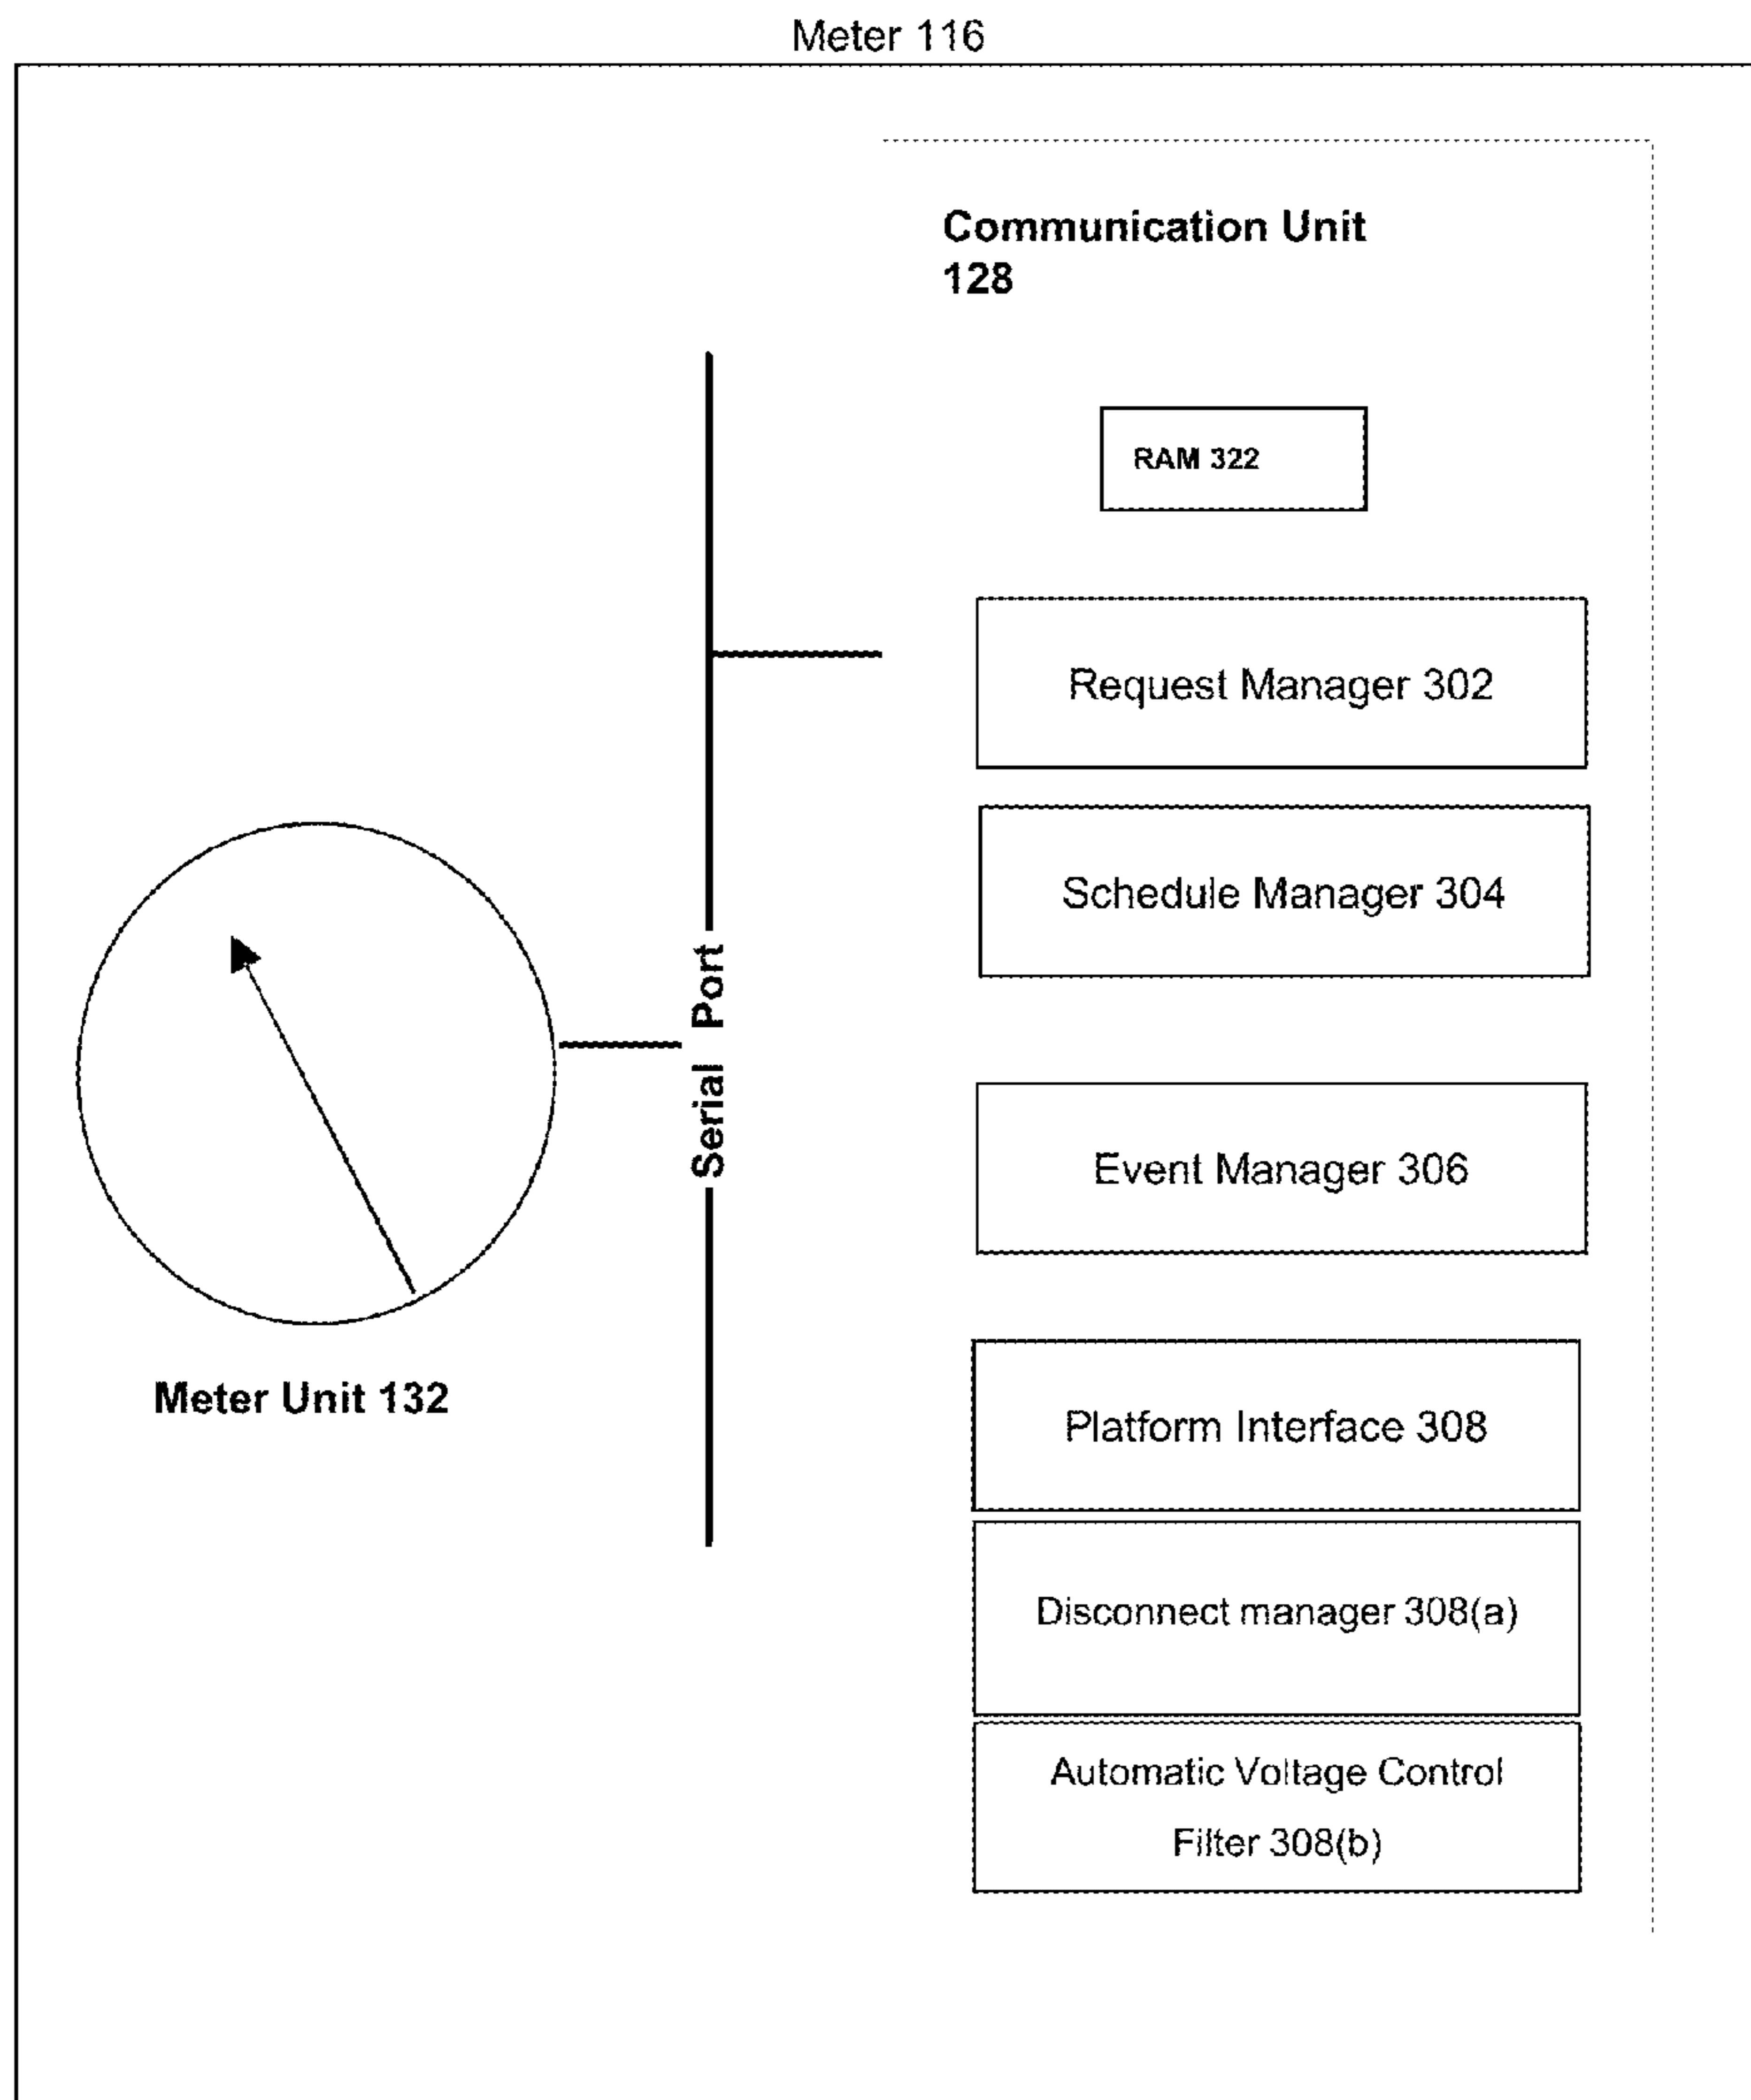 Meter 116
Communication Unit
128
RAM 322
Request Manager 302
Schedule Manager 304
Serial Port
Event Manager 306
Meter Unit 132
Platform Interface 308
Disconnect manager 308(a)
Automatic Voltage Control
Filter 308(b)